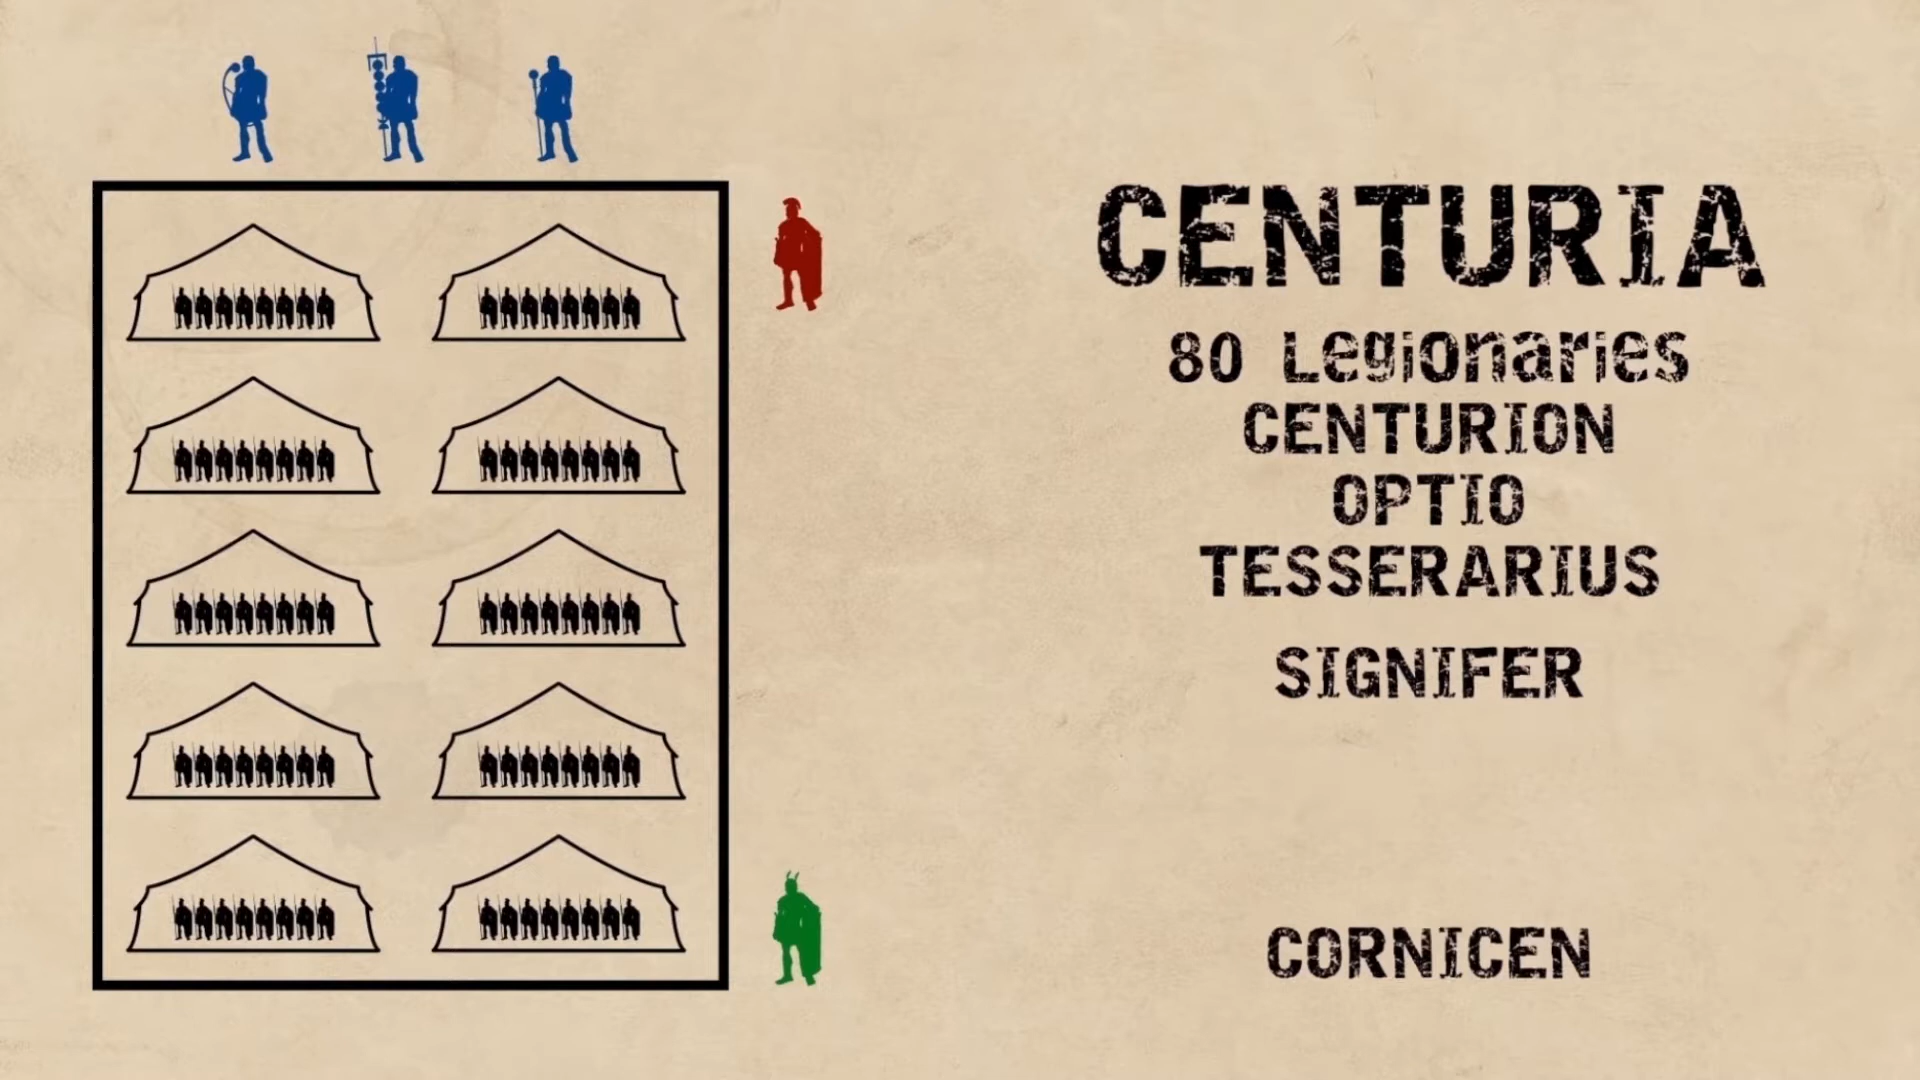 CENTURIA
80 Legionaries
CENTURION
OPTIO
TESSERARIUS
SIGNIFER
CORNICEN